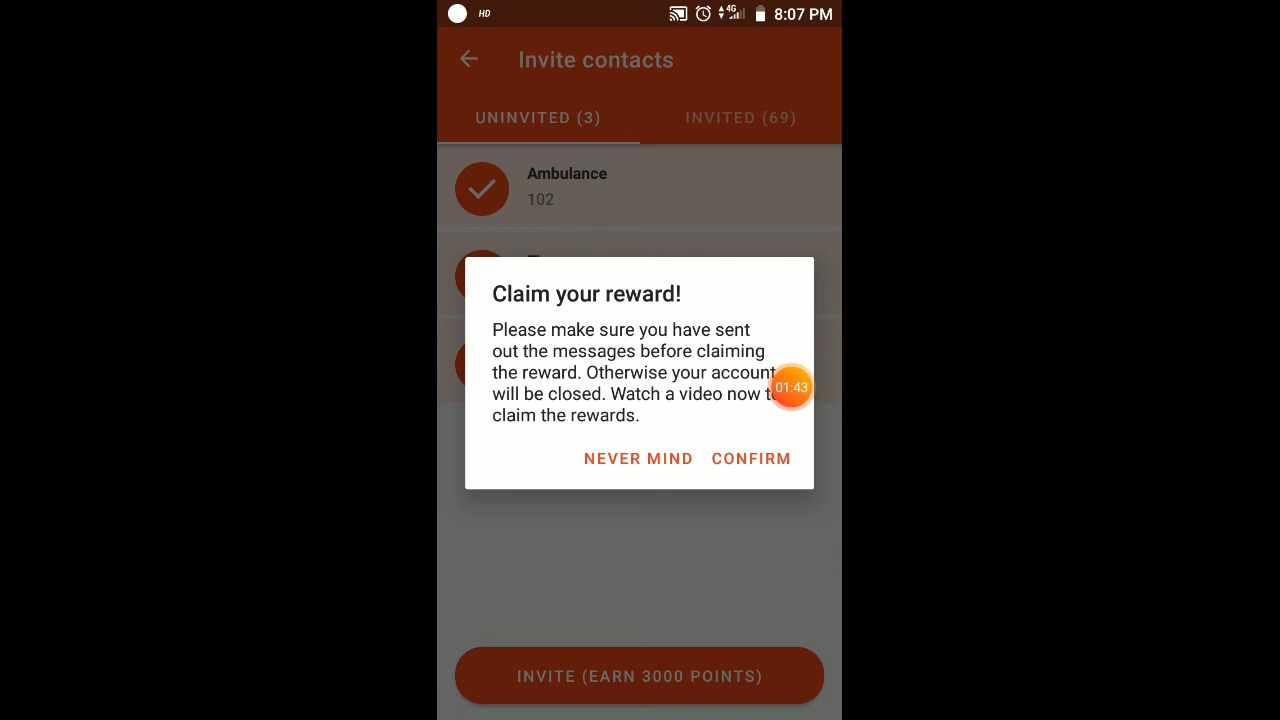 HD 4G 8:07 PM
Invite contacts
UNINVITED (3) INVITED (69)
Ambulance
102
Claim your reward!
Please make sure you have sent
out the messages before claiming
the reward. Otherwise your account
will be closed. Watch a video now
01:43
claim the rewards.
NEVER MIND CONFIRM
INVITE (EARN 3000 POINTS)